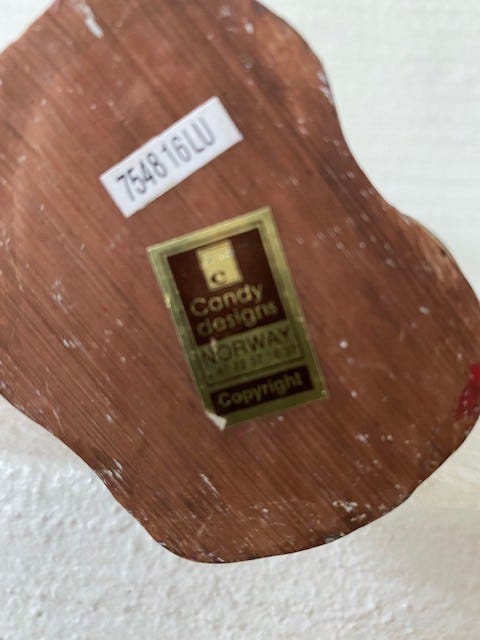 754816LU
C
Candy
designs
NORWAY
Copyright